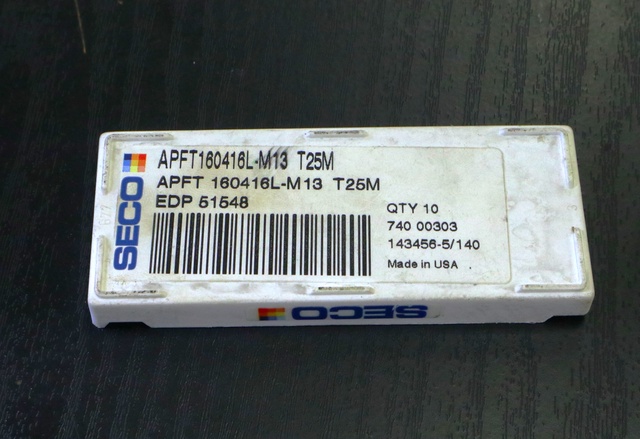 SECO
APFT160416L-M13 T25M
APFT 160416L-M13 T25M
EDP 51548
QTY 10
740 00303
143456-5/140
Made in USA .
SECO